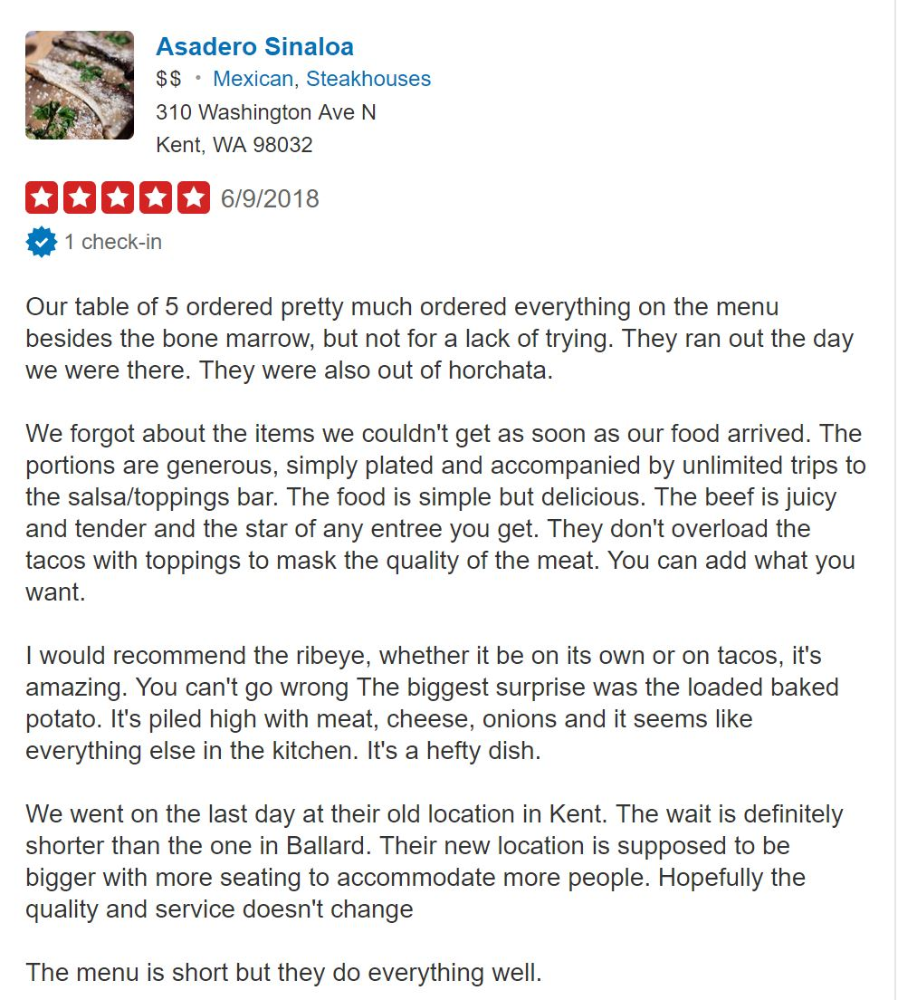 Asadero Sinaloa
$$ • Mexican, Steakhouses
310 Washington Ave N
Kent, WA 98032
6/9/2018
1 check-in
Our table of 5 ordered pretty much ordered everything on the menu
besides the bone marrow, but not for a lack of trying. They ran out the day
we were there. They were also out of horchata.
We forgot about the items we couldn't get as soon as our food arrived. The
portions are generous, simply plated and accompanied by unlimited trips to
the salsa/toppings bar. The food is simple but delicious. The beef is juicy
and tender and the star of any entree you get. They don't overload the
tacos with toppings to mask the quality of the meat. You can add what you
want.
I would recommend the ribeye, whether it be on its own or on tacos, it's
amazing. You can't go wrong The biggest surprise was the loaded baked
potato. It's piled high with meat, cheese, onions and it seems like
everything else in the kitchen. It's a hefty dish.
We went on the last day at their old location in Kent. The wait is definitely
shorter than the one in Ballard. Their new location is supposed to be
bigger with more seating to accommodate more people. Hopefully the
quality and service doesn't change
The menu is short but they do everything well.